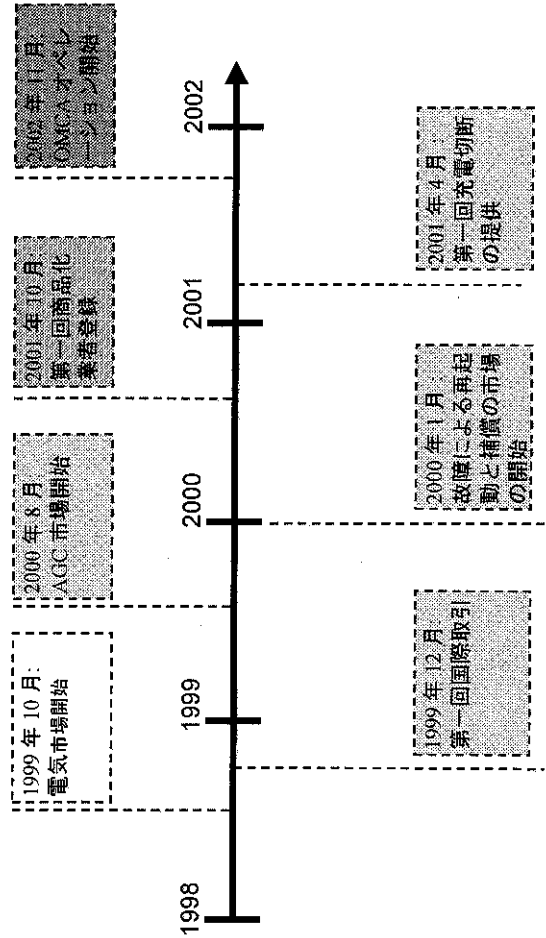 1999 年 10 月:
電気市場開始
2000 年 8 月
AGC 市場開始
2001 年 10 月
第一回商品化
業者登録
2002 年 11 月:
OMCA オペレ
ーション開始
1998
1999
2000
2001
2002
1999 年 12 月 :
第一回国際取引
2000 年 1 月 :
故障による再起
動と補償の市場
の開始
2001 年 4 月 :
第一回充電切断
の提供